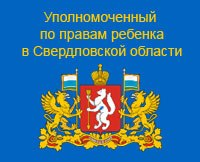 Уполномоченный
по правам ребенка
в Свердловской области